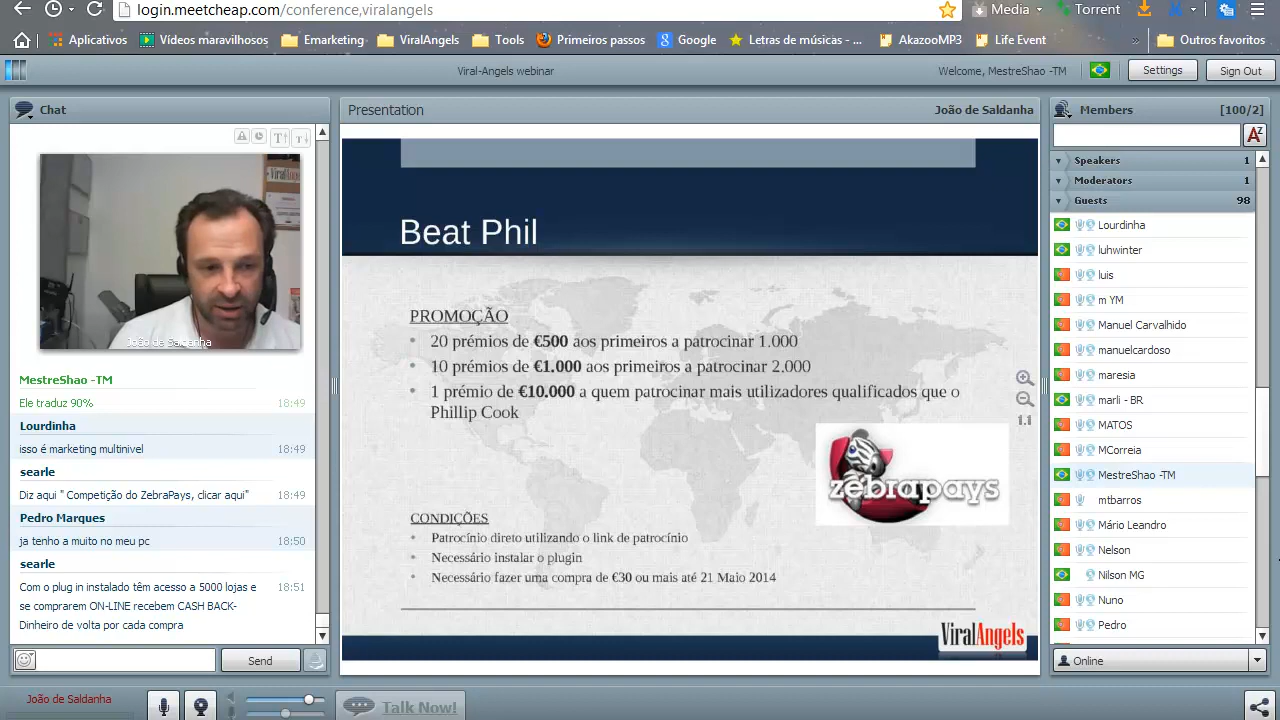 login.meetcheap.com/conference,viralangels
Media
Torrent
Aplicativos
Vídeos maravilhosos
Emarketing
ViralAngels
Tools
Primeiros passos
Google
Letras de músicas - ...
AkazooMP3
Life Event
»
Outros favoritos
Viral-Angels webinar
Welcome, MestreShao -TM
Settings
Sign Out
Chat
João de Saldanha
MestreShao -TM
Ele traduz 90% 18:49
Lourdinha
isso é marketing multinivel 18:49
searle
Diz aqui " Competição do ZebraPays, clicar aqui" 18:49
Pedro Marques
ja tenho a muito no meu pc 18:50
searle
Com o plug in instalado têm acesso a 5000 lojas e 18:51
se comprarem ON-LINE recebem CASH BACK-
Dinheiro de volta por cada compra
Send
Presentation
João de Saldanha
Beat Phil
PROMOÇÃO
• 20 prémios de €500 aos primeiros a patrocinar 1.000
• 10 prémios de €1.000 aos primeiros a patrocinar 2.000
• 1 prémio de €10.000 a quem patrocinar mais utilizadores qualificados que o
Phillip Cook
zebrapays
CONDIÇÕES
• Patrocínio direto utilizando o link de patrocínio
• Necessário instalar o plugin
• Necessário fazer uma compra de €30 ou mais até 21 Maio 2014
ViralAngels
1.1
Members [100/2]
AZ
Speakers 1
Moderators 1
Guests 98
Lourdinha
luhwinter
luis
m YM
Manuel Carvalhido
manuelcardoso
maresia
marli - BR
MATOS
MCorreia
MestreShao -TM
mtbarros
Mário Leandro
Nelson
Nilson MG
Nuno
Pedro
Online
João de Saldanha
Talk Now!